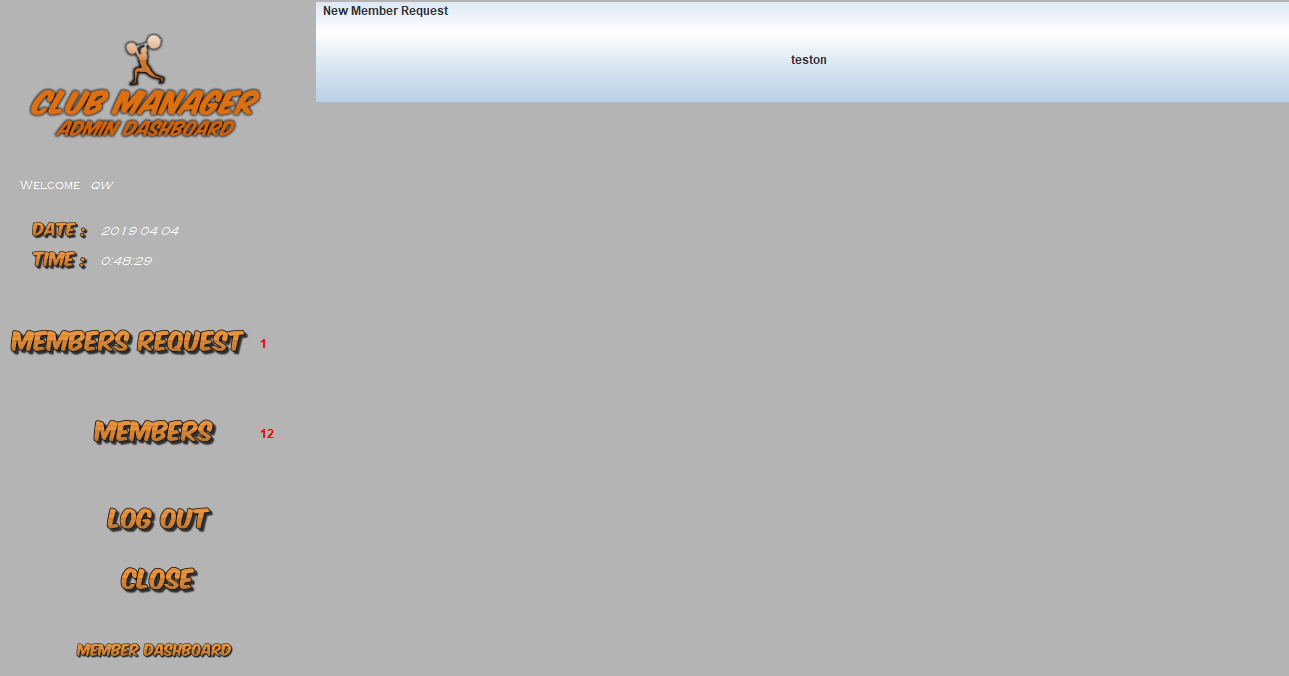 CLUB MANAGER
ADMIN DASHBOARD
Welcome QW
DATE : 2019 04 04
TIME : 0:48:29
MEMBERS REQUEST 1
MEMBERS 12
LOG OUT
CLOSE
MEMBER DASHBOARD
New Member Request
teston